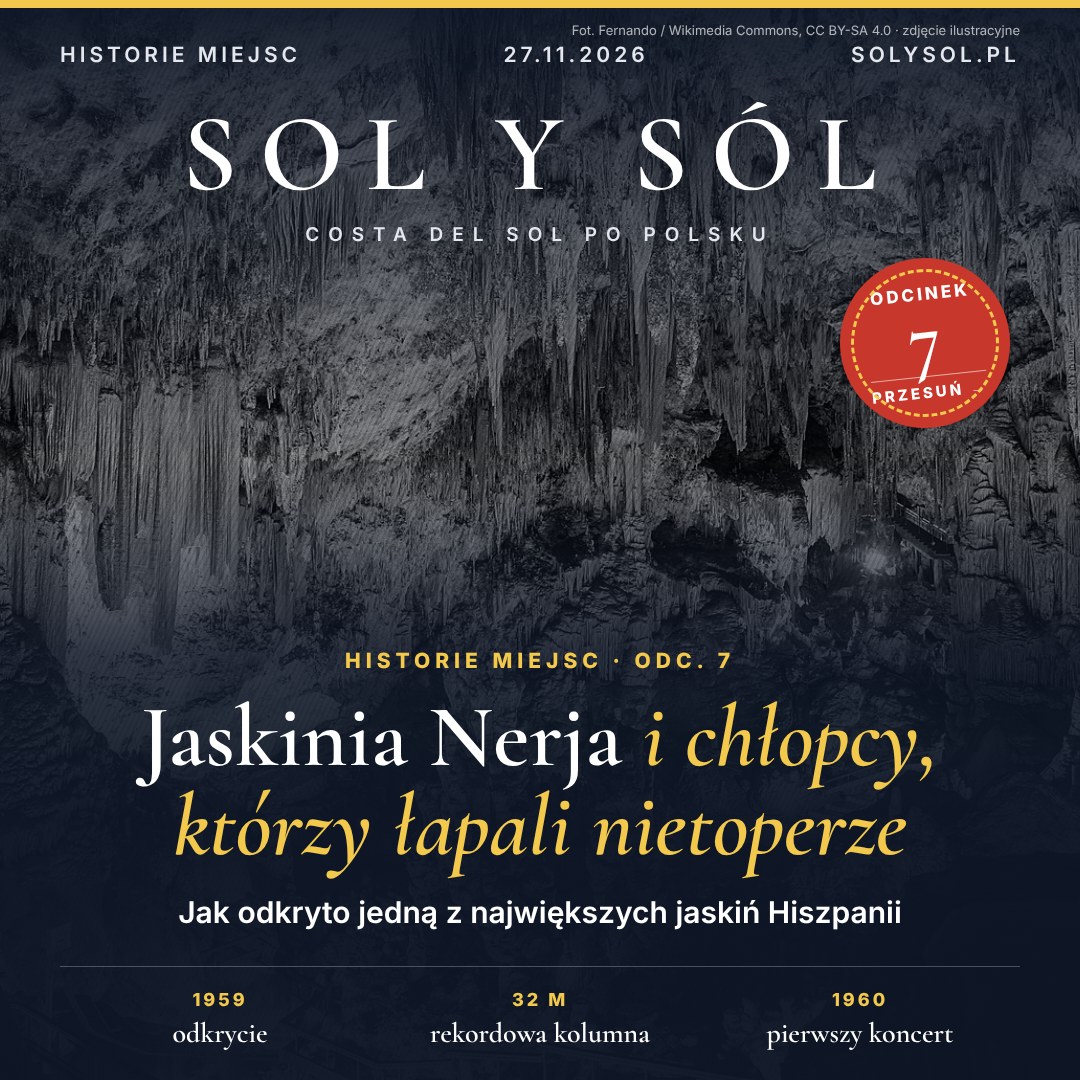 Fot. Fernando / Wikimedia Commons, CC BY-SA 4.0 · zdjęcie ilustracyjne
HISTORIE MIEJSC 27.11.2026 SOLYSOL.PL
SOL Y SÓL
COSTA DEL SOL PO POLSKU
ODCINEK
7
PRZESUŃ
HISTORIE MIEJSC · ODC. 7
Jaskinia Nerja i chłopcy,
którzy łapali nietoperze
Jak odkryto jedną z największych jaskiń Hiszpanii
1959 32 M 1960
odkrycie rekordowa kolumna pierwszy koncert